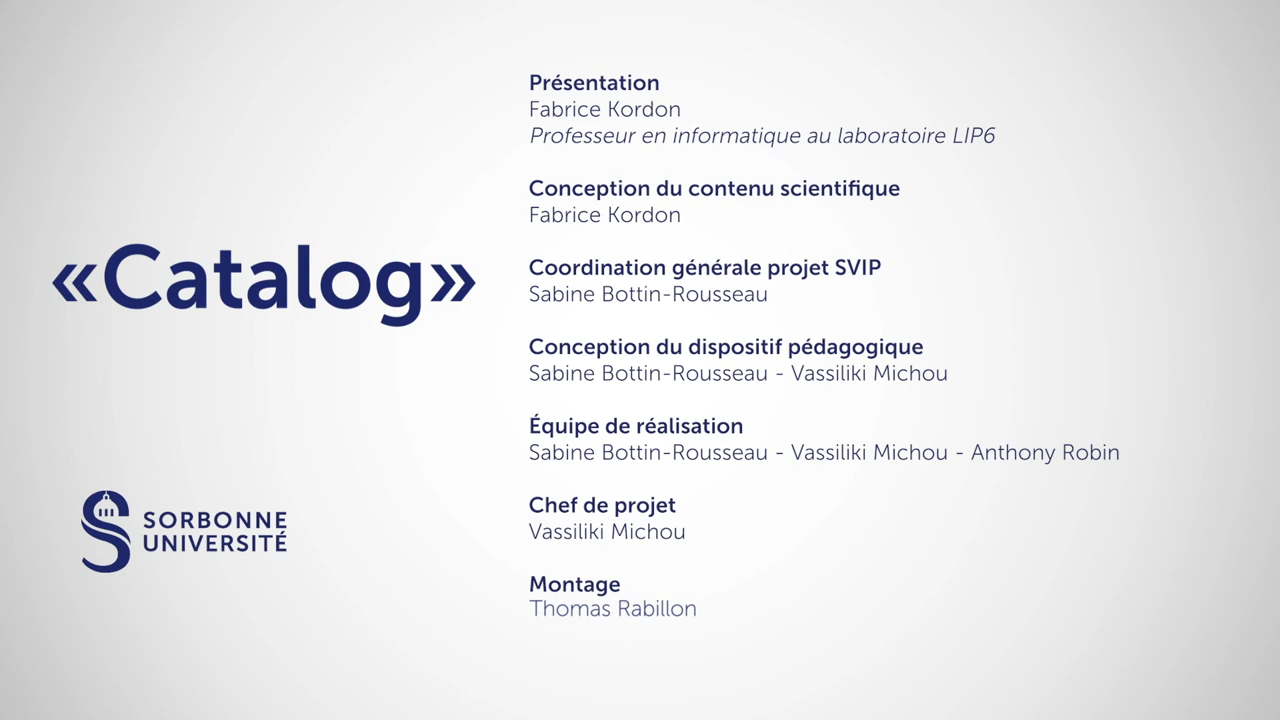 «Catalog»
SORBONNE
UNIVERSITÉ
Présentation
Fabrice Kordon
Professeur en informatique au laboratoire LIP6
Conception du contenu scientifique
Fabrice Kordon
Coordination générale projet SVIP
Sabine Bottin-Rousseau
Conception du dispositif pédagogique
Sabine Bottin-Rousseau - Vassiliki Michou
Équipe de réalisation
Sabine Bottin-Rousseau - Vassiliki Michou - Anthony Robin
Chef de projet
Vassiliki Michou
Montage
Thomas Rabillon